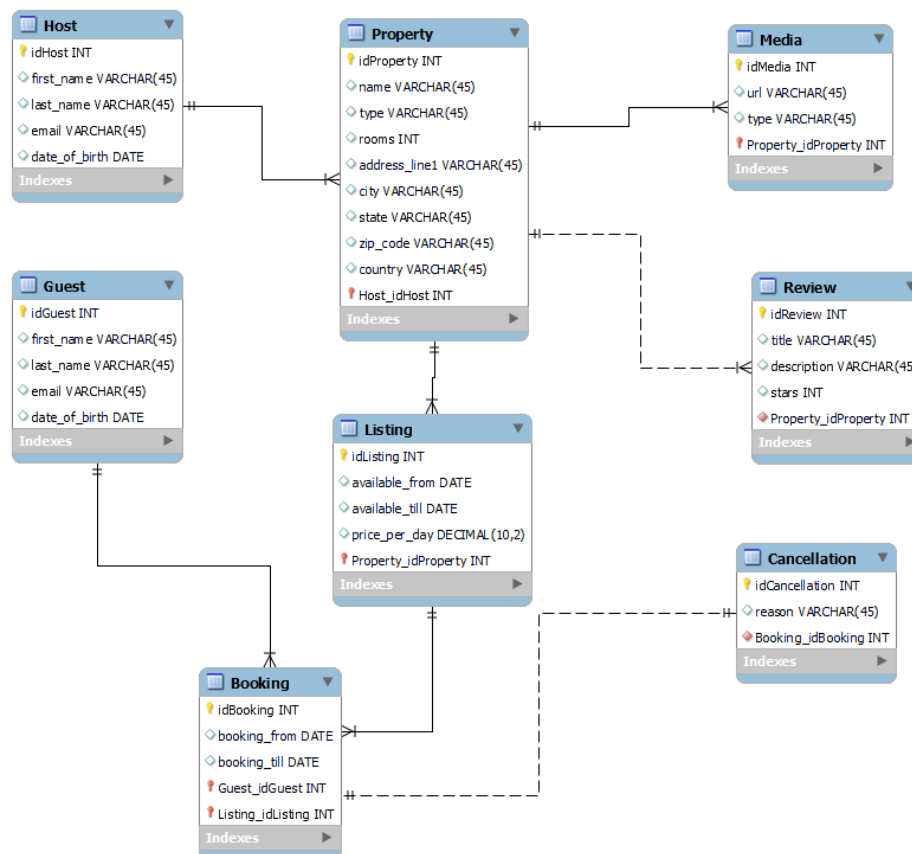 Host
idHost INT
first_name VARCHAR(45)
last_name VARCHAR(45)
email VARCHAR(45)
date_of_birth DATE
Indexes
Property
idProperty INT
name VARCHAR(45)
type VARCHAR(45)
rooms INT
address_line1 VARCHAR(45)
city VARCHAR(45)
state VARCHAR(45)
zip_code VARCHAR(45)
country VARCHAR(45)
Host_idHost INT
Indexes
Media
idMedia INT
url VARCHAR(45)
type VARCHAR(45)
Property_idProperty INT
Indexes
Guest
idGuest INT
first_name VARCHAR(45)
last_name VARCHAR(45)
email VARCHAR(45)
date_of_birth DATE
Indexes
Review
idReview INT
title VARCHAR(45)
description VARCHAR(45
stars INT
Property_idProperty INT
Indexes
Listing
idListing INT
available_from DATE
available_till DATE
price_per_day DECIMAL(10,2)
Property_idProperty INT
Indexes
Cancellation
idCancellation INT
reason VARCHAR(45)
Booking_idBooking INT
Indexes
Booking
idBooking INT
booking_from DATE
booking_till DATE
Guest_idGuest INT
Listing_idListing INT
Indexes